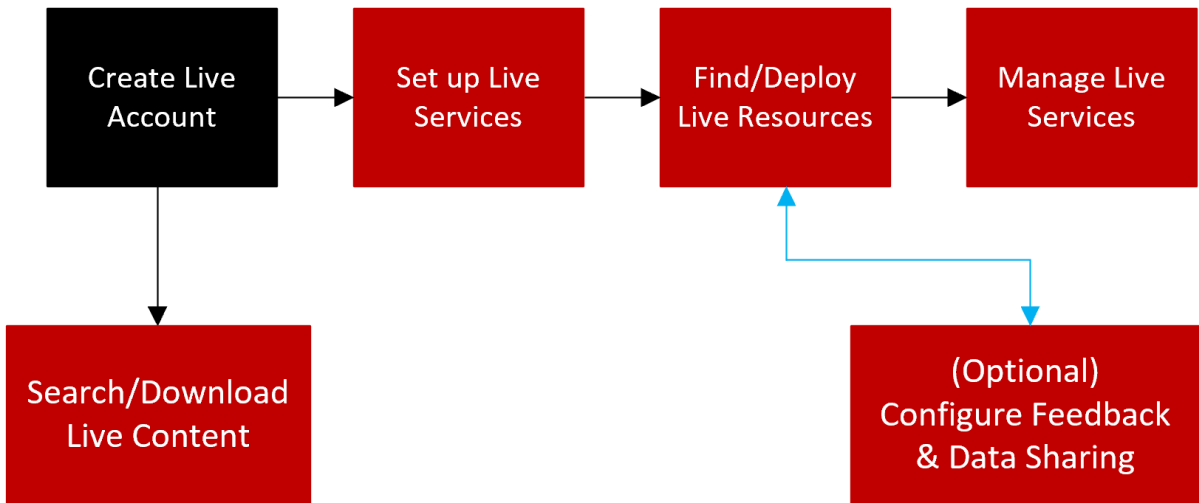 Create Live
Account
Set up Live
Services
Find/Deploy
Live Resources
Manage Live
Services
Search/Download
Live Content
(Optional)
Configure Feedback
& Data Sharing